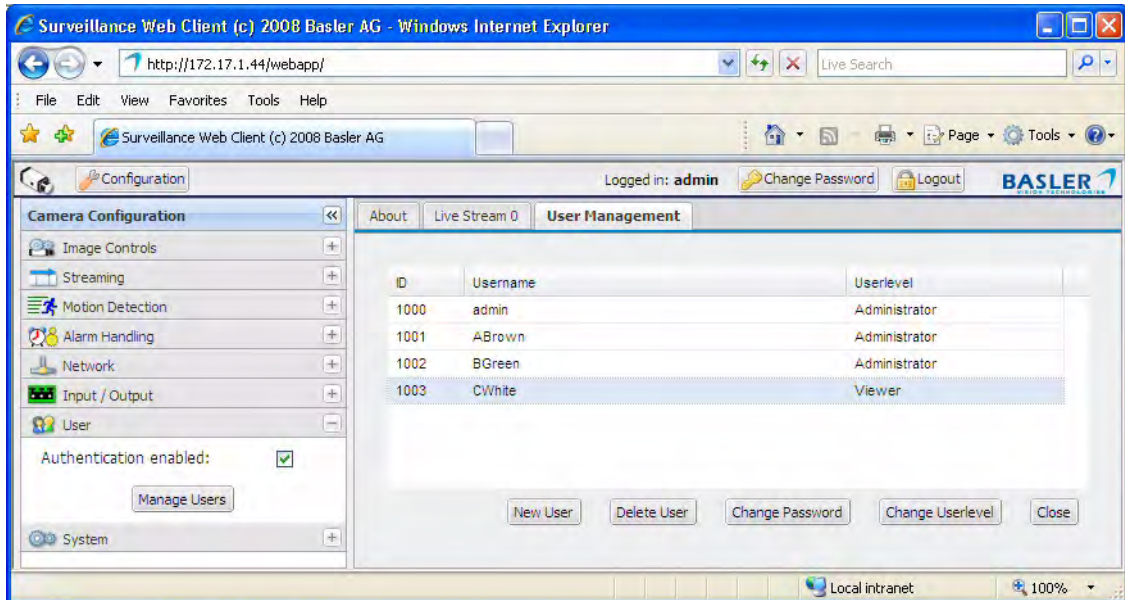 Surveillance Web Client (c) 2008 Basler AG - Windows Internet Explorer
http://172.17.1.44/webapp/
Live Search
File Edit View Favorites Tools Help
Surveillance Web Client (c) 2008 Basler AG
Page Tools
Configuration
Logged in: admin
Change Password
Logout
BASLER
VISION TECHNOLOGIES
Camera Configuration
About
Live Stream 0
User Management
Image Controls
Streaming
Motion Detection
Alarm Handling
Network
Input / Output
User
Authentication enabled:
Manage Users
System
ID Username Userlevel
1000 admin Administrator
1001 ABrown Administrator
1002 BGreen Administrator
1003 CWhite Viewer
New User
Delete User
Change Password
Change Userlevel
Close
Local intranet
100%